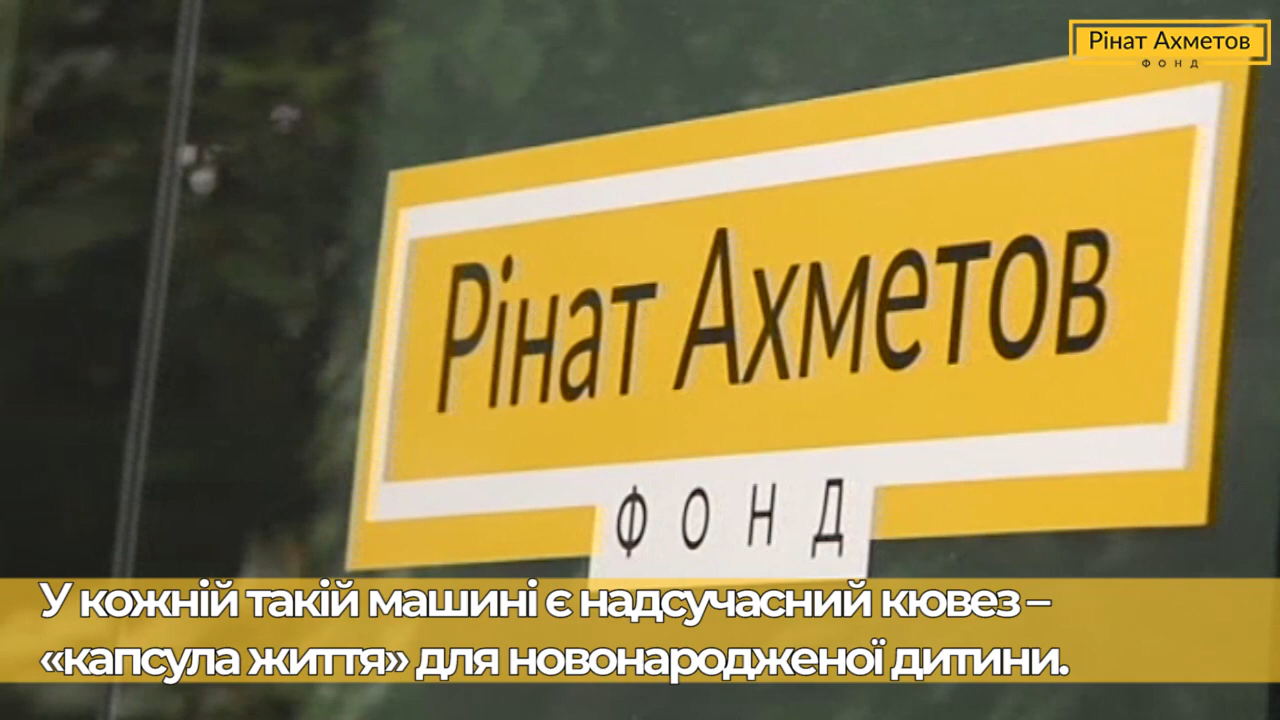 Рінат Ахметов
ФОНД
Рінат Ахметов
ФОНД
У кожній такій машині є надсучасний кювез –
«капсула життя» для новонародженої дитини.